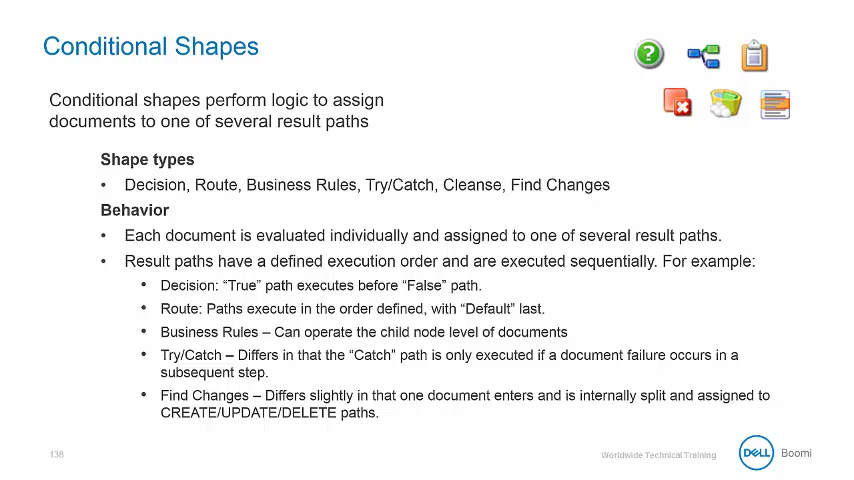 Conditional Shapes
Conditional shapes perform logic to assign
documents to one of several result paths
Shape types
• Decision, Route, Business Rules, Try/Catch, Cleanse, Find Changes
Behavior
• Each document is evaluated individually and assigned to one of several result paths.
• Result paths have a defined execution order and are executed sequentially. For example:
• Decision: “True” path executes before “False” path.
• Route: Paths execute in the order defined, with “Default” last.
• Business Rules – Can operate the child node level of documents
• Try/Catch – Differs in that the “Catch” path is only executed if a document failure occurs in a
subsequent step.
• Find Changes – Differs slightly in that one document enters and is internally split and assigned to
CREATE/UPDATE/DELETE paths.
138
Worldwide Technical Training
DELL
Boomi